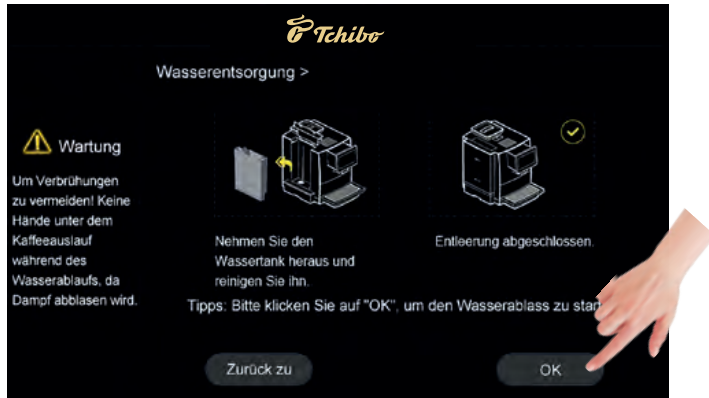 Tchibo
Wasserentsorgung >
Wartung
Um Verbrühungen
zu vermeiden! Keine
Hände unter dem
Kaffeeauslauf
während des
Wasserablaufs, da
Dampf abblasen wird.
Nehmen Sie den
Wassertank heraus und
reinigen Sie ihn.
Entleerung abgeschlossen.
Tipps: Bitte klicken Sie auf "OK", um den Wasserablass zu star
Zurück zu
OK